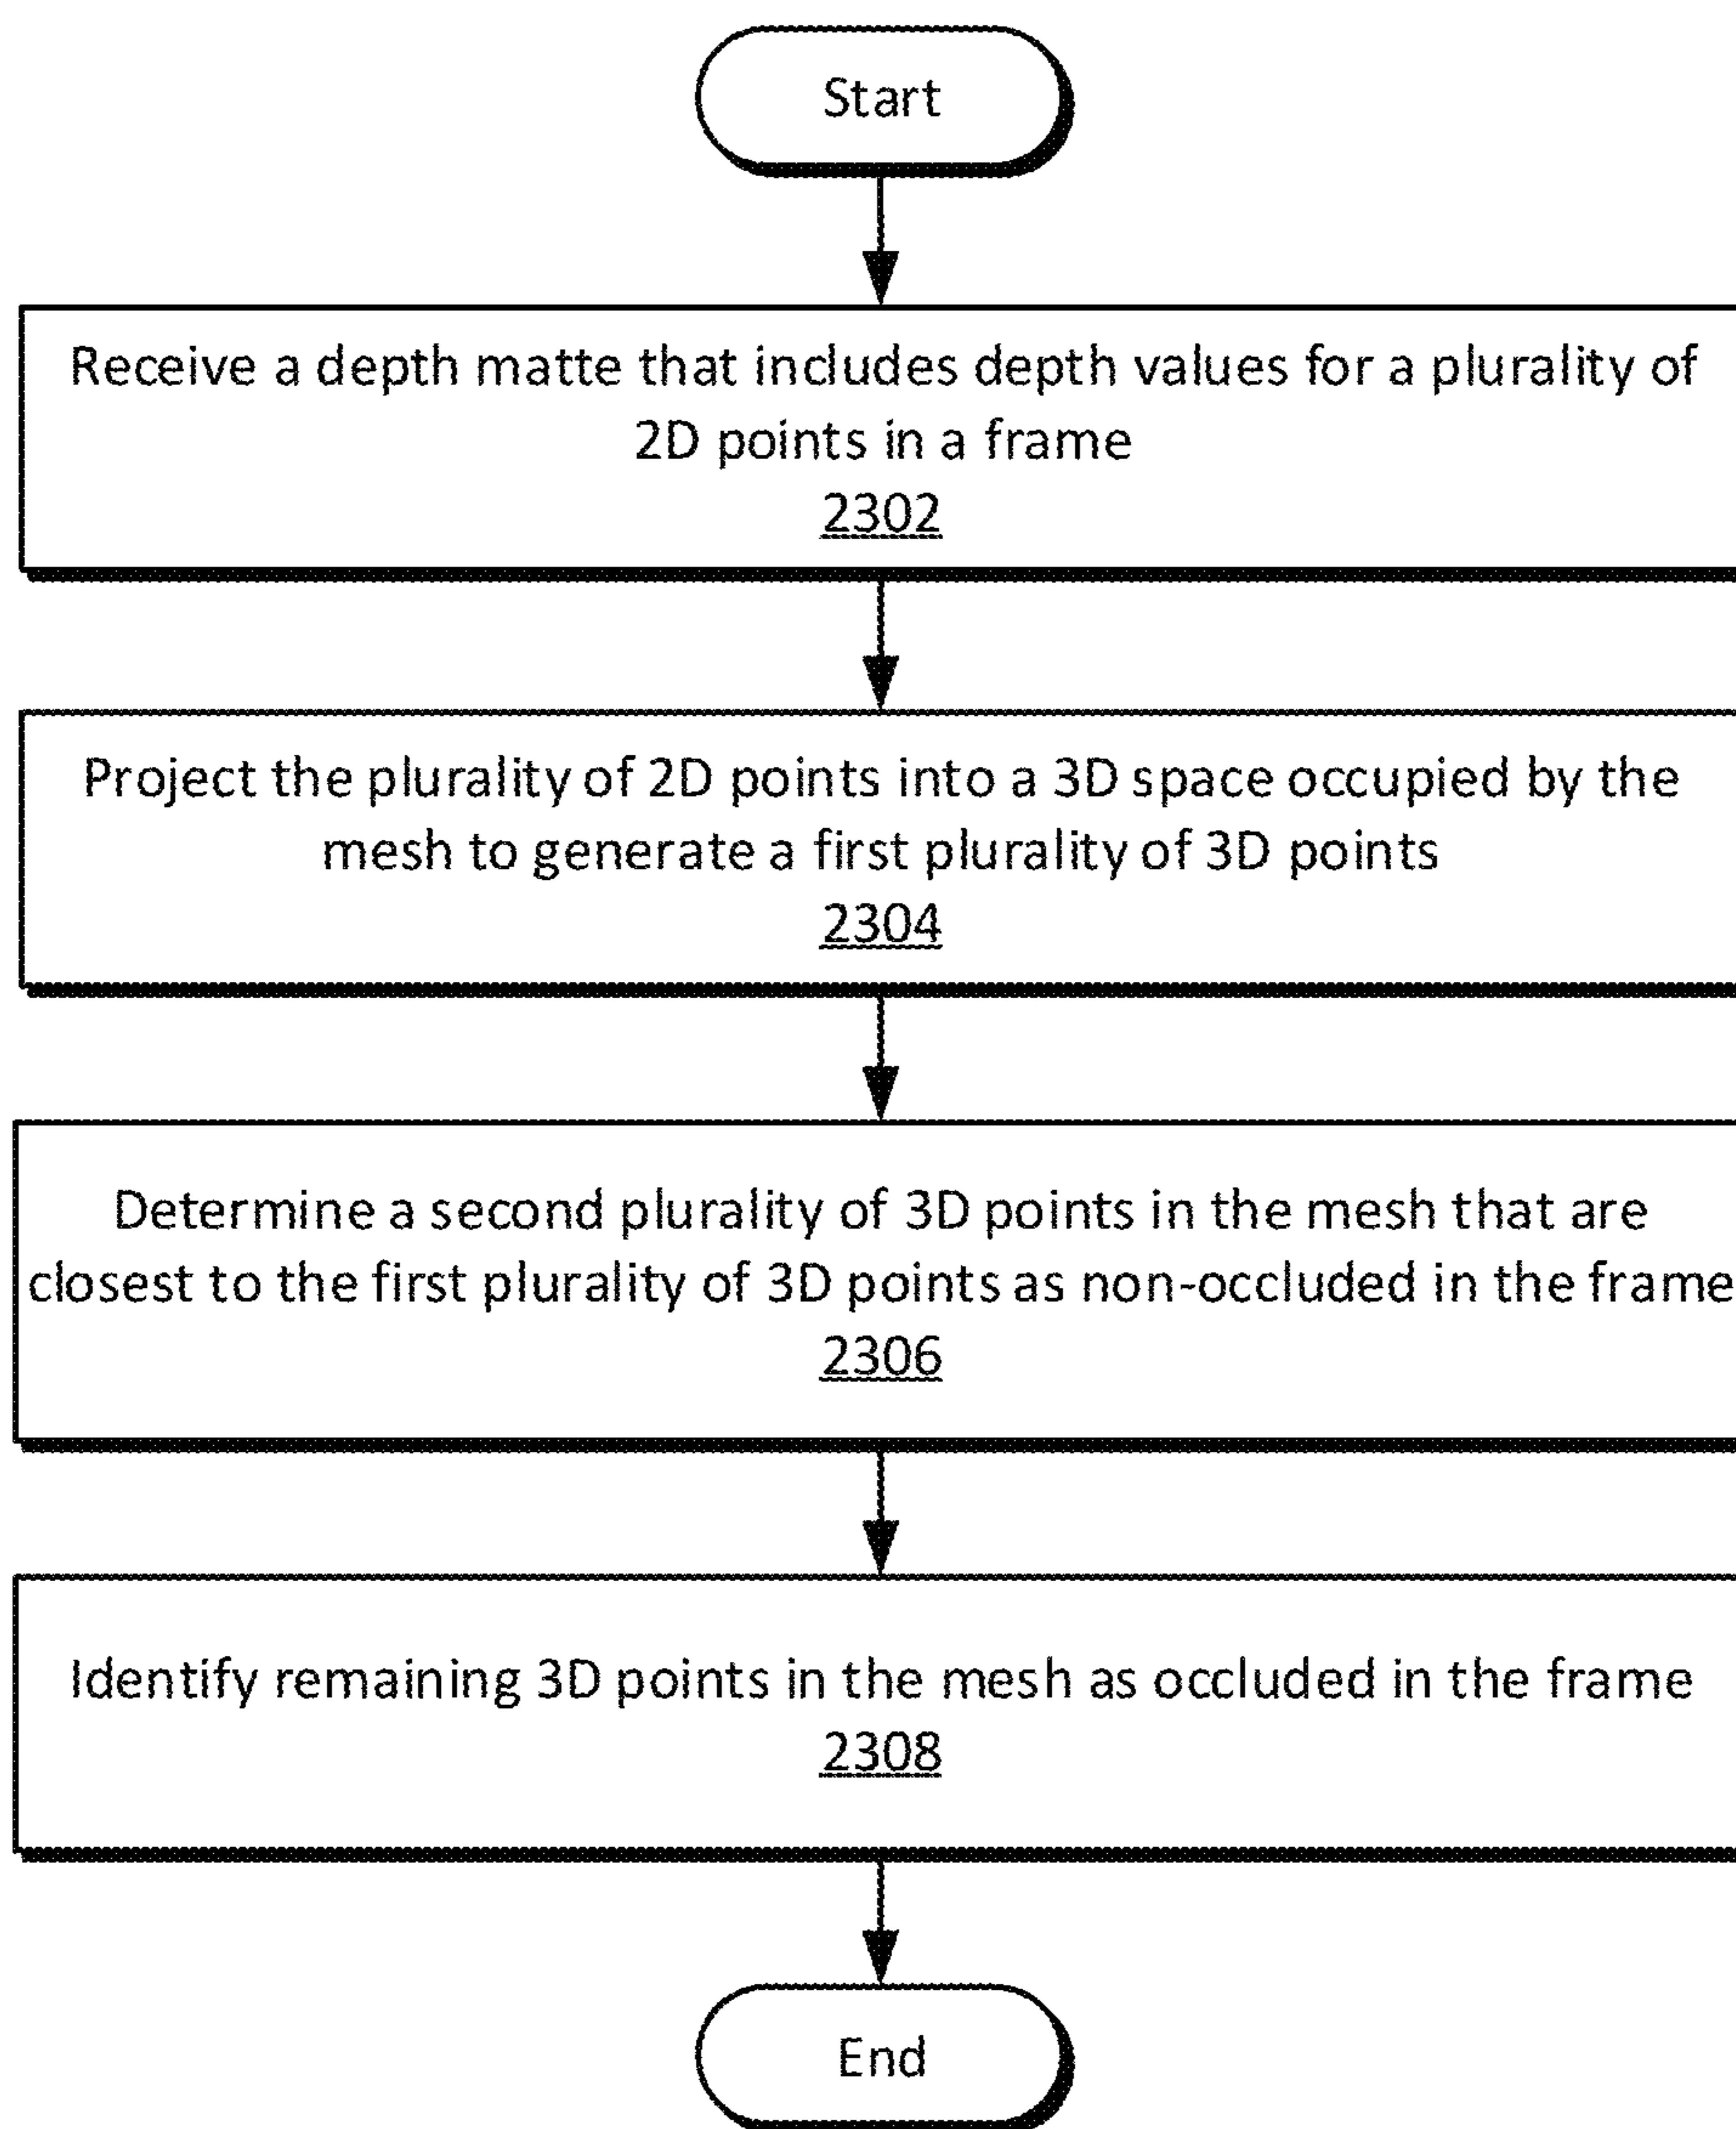 Start
Receive a depth matte that includes depth values for a plurality of
2D points in a frame
2302
Project the plurality of 2D points into a 3D space occupied by the
mesh to generate a first plurality of 3D points
2304
Determine a second plurality of 3D points in the mesh that are
closest to the first plurality of 3D points as non-occluded in the frame
2306
Identify remaining 3D points in the mesh as occluded in the frame
2308
End